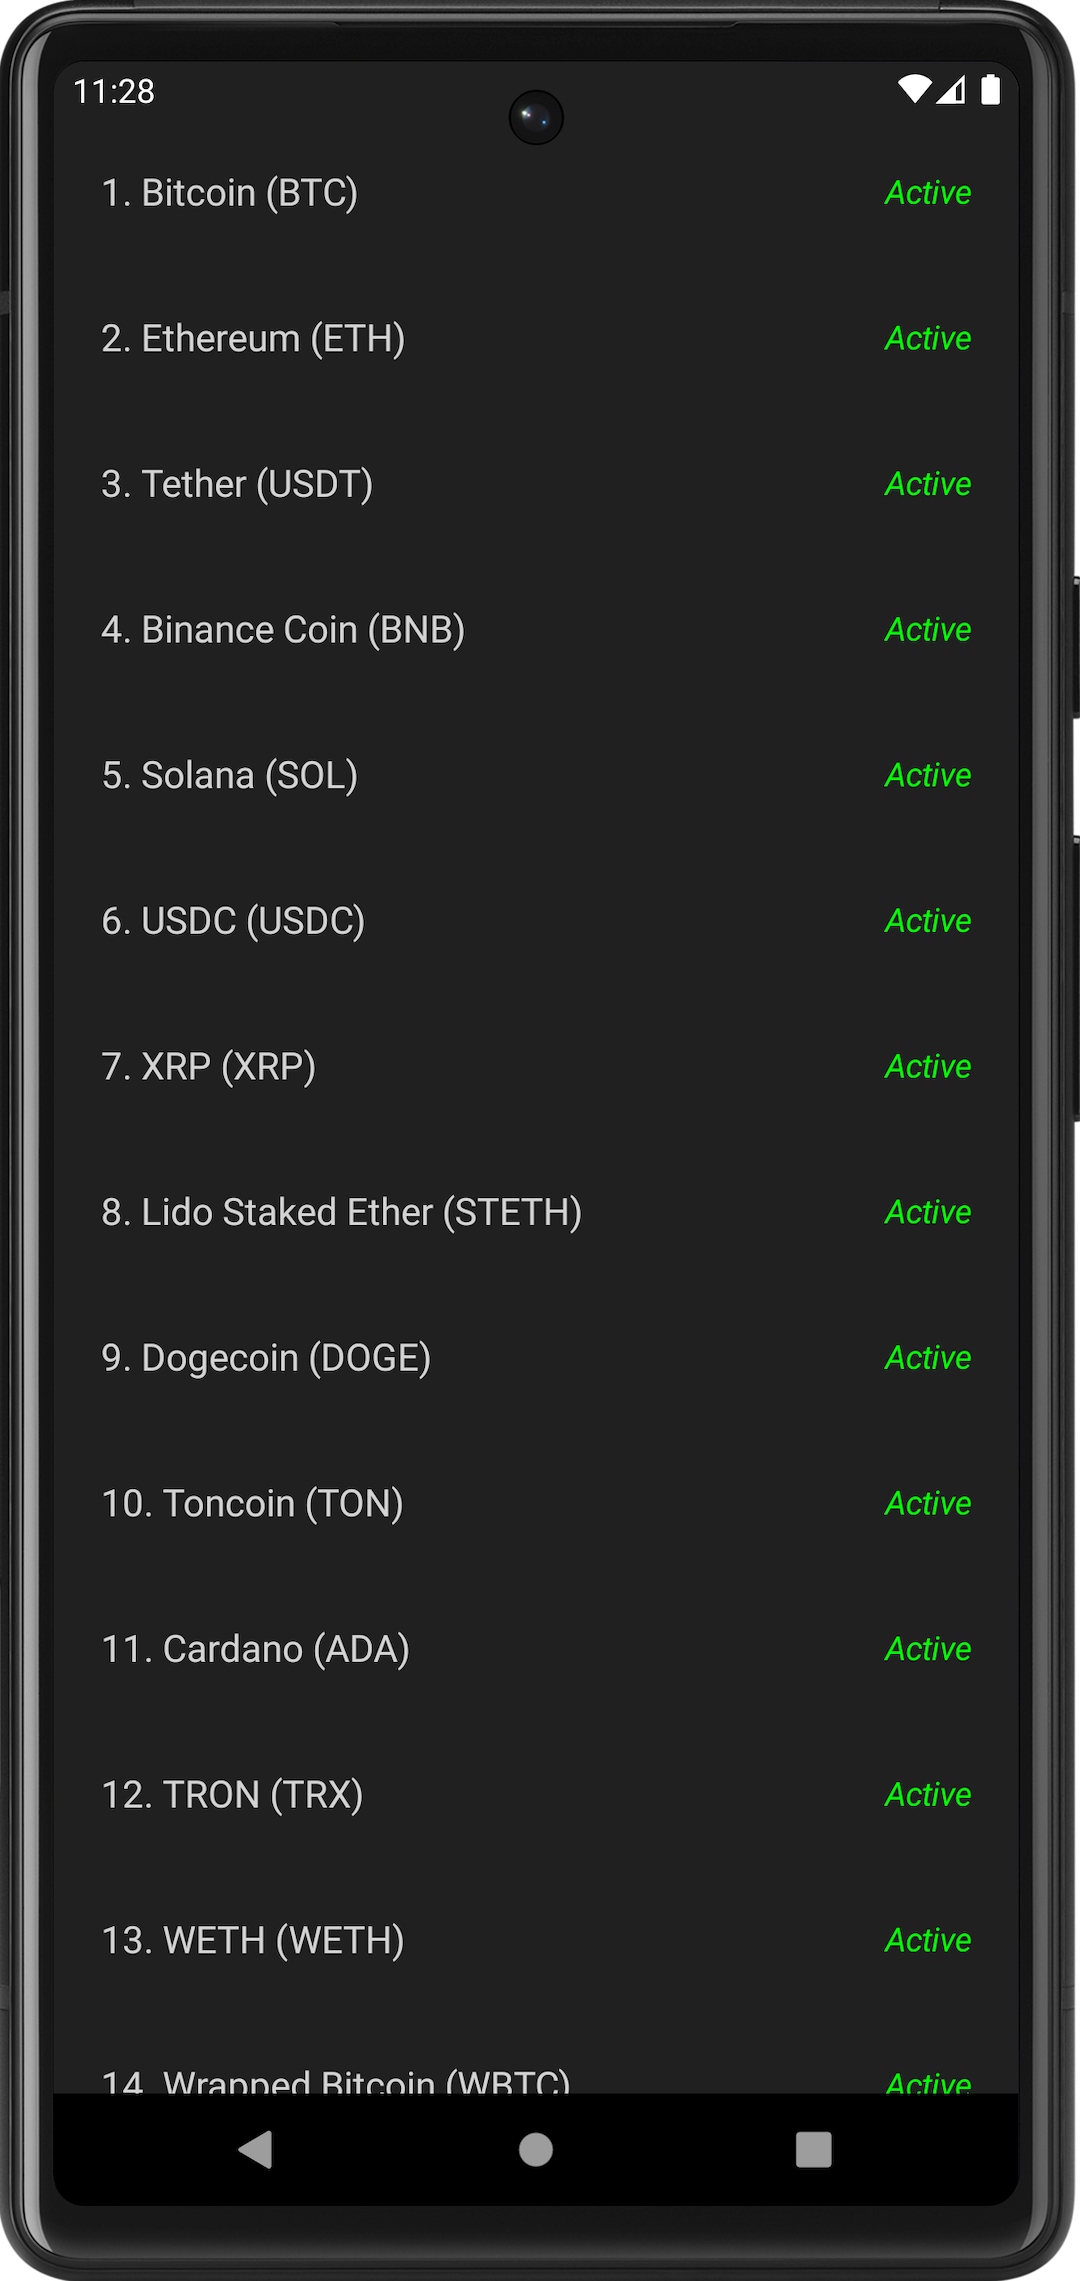 11:28
1. Bitcoin (BTC) Active
2. Ethereum (ETH) Active
3. Tether (USDT) Active
4. Binance Coin (BNB) Active
5. Solana (SOL) Active
6. USDC (USDC) Active
7. XRP (XRP) Active
8. Lido Staked Ether (STETH) Active
9. Dogecoin (DOGE) Active
10. Toncoin (TON) Active
11. Cardano (ADA) Active
12. TRON (TRX) Active
13. WETH (WETH) Active
14. Wrapped Bitcoin (WBTC) Active